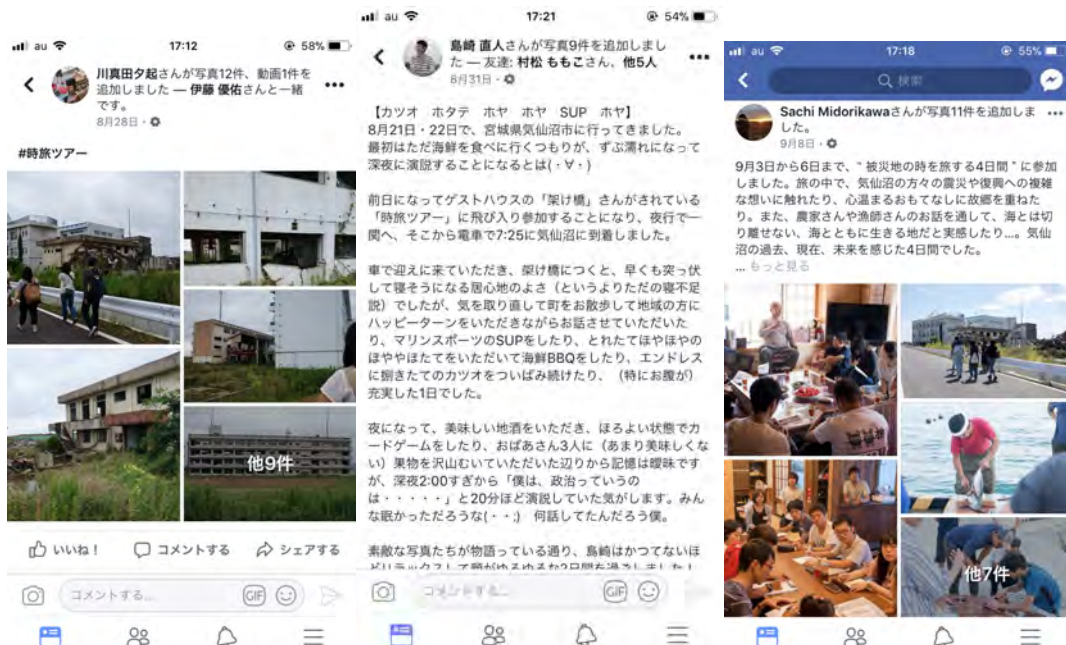 au 17:12 58%
川真田夕起さんが写真12件、動画1件を
追加しました — 伊藤 優佑さんと一緒
です。
8月28日
#時旅ツアー
他9件
いいね！ コメントする シェアする
コメントする...
GIF
au 17:21 54%
島崎 直人さんが写真9件を追加しまし
た — 友達: 村松 ももこさん、他5人
8月31日
【カツオ ホタテ ホヤ ホヤ SUP ホヤ】
8月21日・22日で、宮城県気仙沼市に行ってきました。
最初はただ海鮮を食べに行くつもりが、ずぶ濡れになって
深夜に演説することになるとは(・∀・)
前日になってゲストハウスの「架け橋」さんがされている
「時旅ツアー」に飛び入り参加することになり、夜行で一
関へ、そこから電車で7:25に気仙沼に到着しました。
車で迎えに来ていただき、架け橋につくと、早くも突っ伏
して寝そうになる居心地のよさ（というよりただの寝不足
説）でしたが、気を取り直して町をお散歩して地域の方に
ハッピーターンをいただきながらお話させていただいた
り、マリンスポーツのSUPをしたり、とれたてほやほやの
ほややほたてをいただいて海鮮BBQをしたり、エンドレス
に捌きたてのカツオをついばみ続けたり、（特にお腹が）
充実した1日でした。
夜になって、美味しい地酒をいただき、ほろよい状態でカ
ードゲームをしたり、おばあさん3人に（あまり美味しくな
い）果物を沢山むいていただいた辺りから記憶は曖昧です
が、深夜2:00すぎから「僕は、政治っていうの
は・・・・・」と20分ほど演説していた気がします。みん
な眠かっただろうな(・・;) 何話してたんだろう僕。
素敵な写真たちが物語っている通り、島崎はかつてないほ
どリラックスして顔がゆるゆるな2日間を過ごしました！
コメントする...
GIF
au 17:18 55%
検索
Sachi Midorikawaさんが写真11件を追加しま
した。
9月8日
9月3日から6日まで、“ 被災地の時を旅する4日間 ” に参加
しました。旅の中で、気仙沼の方々の震災や復興への複雑
な想いに触れたり、心温まるおもてなしに故郷を重ねた
り。また、農家さんや漁師さんのお話を通して、海とは切
り離せない、海とともに生きる地だと実感したり...。気仙
沼の過去、現在、未来を感じた4日間でした。
... もっと見る
他7件